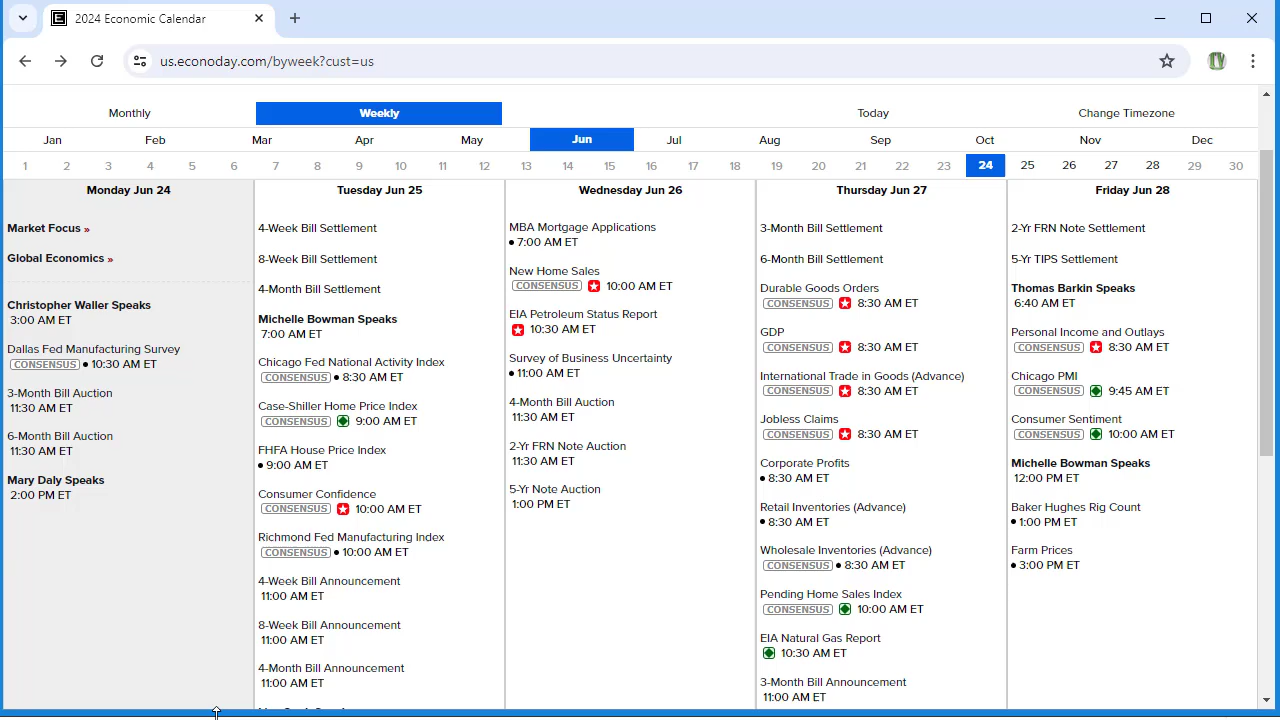 2024 Economic Calendar
us.econoday.com/byweek?cust=us
Monthly Weekly Today Change Timezone
Jan Feb Mar Apr May Jun Jul Aug Sep Oct Nov Dec
1 2 3 4 5 6 7 8 9 10 11 12 13 14 15 16 17 18 19 20 21 22 23 24 25 26 27 28 29 30
Monday Jun 24
Market Focus »
Global Economics »
Christopher Waller Speaks
3:00 AM ET
Dallas Fed Manufacturing Survey
CONSENSUS • 10:30 AM ET
3-Month Bill Auction
11:30 AM ET
6-Month Bill Auction
11:30 AM ET
Mary Daly Speaks
2:00 PM ET
Tuesday Jun 25
4-Week Bill Settlement
8-Week Bill Settlement
4-Month Bill Settlement
Michelle Bowman Speaks
7:00 AM ET
Chicago Fed National Activity Index
CONSENSUS • 8:30 AM ET
Case-Shiller Home Price Index
CONSENSUS 9:00 AM ET
FHFA House Price Index
• 9:00 AM ET
Consumer Confidence
CONSENSUS 10:00 AM ET
Richmond Fed Manufacturing Index
CONSENSUS • 10:00 AM ET
4-Week Bill Announcement
11:00 AM ET
8-Week Bill Announcement
11:00 AM ET
4-Month Bill Announcement
11:00 AM ET
Wednesday Jun 26
MBA Mortgage Applications
• 7:00 AM ET
New Home Sales
CONSENSUS 10:00 AM ET
EIA Petroleum Status Report
10:30 AM ET
Survey of Business Uncertainty
• 11:00 AM ET
4-Month Bill Auction
11:30 AM ET
2-Yr FRN Note Auction
11:30 AM ET
5-Yr Note Auction
1:00 PM ET
Thursday Jun 27
3-Month Bill Settlement
6-Month Bill Settlement
Durable Goods Orders
CONSENSUS 8:30 AM ET
GDP
CONSENSUS 8:30 AM ET
International Trade in Goods (Advance)
CONSENSUS 8:30 AM ET
Jobless Claims
CONSENSUS 8:30 AM ET
Corporate Profits
• 8:30 AM ET
Retail Inventories (Advance)
• 8:30 AM ET
Wholesale Inventories (Advance)
CONSENSUS • 8:30 AM ET
Pending Home Sales Index
CONSENSUS 10:00 AM ET
EIA Natural Gas Report
10:30 AM ET
3-Month Bill Announcement
11:00 AM ET
Friday Jun 28
2-Yr FRN Note Settlement
5-Yr TIPS Settlement
Thomas Barkin Speaks
6:40 AM ET
Personal Income and Outlays
CONSENSUS 8:30 AM ET
Chicago PMI
CONSENSUS 9:45 AM ET
Consumer Sentiment
CONSENSUS 10:00 AM ET
Michelle Bowman Speaks
12:00 PM ET
Baker Hughes Rig Count
• 1:00 PM ET
Farm Prices
• 3:00 PM ET